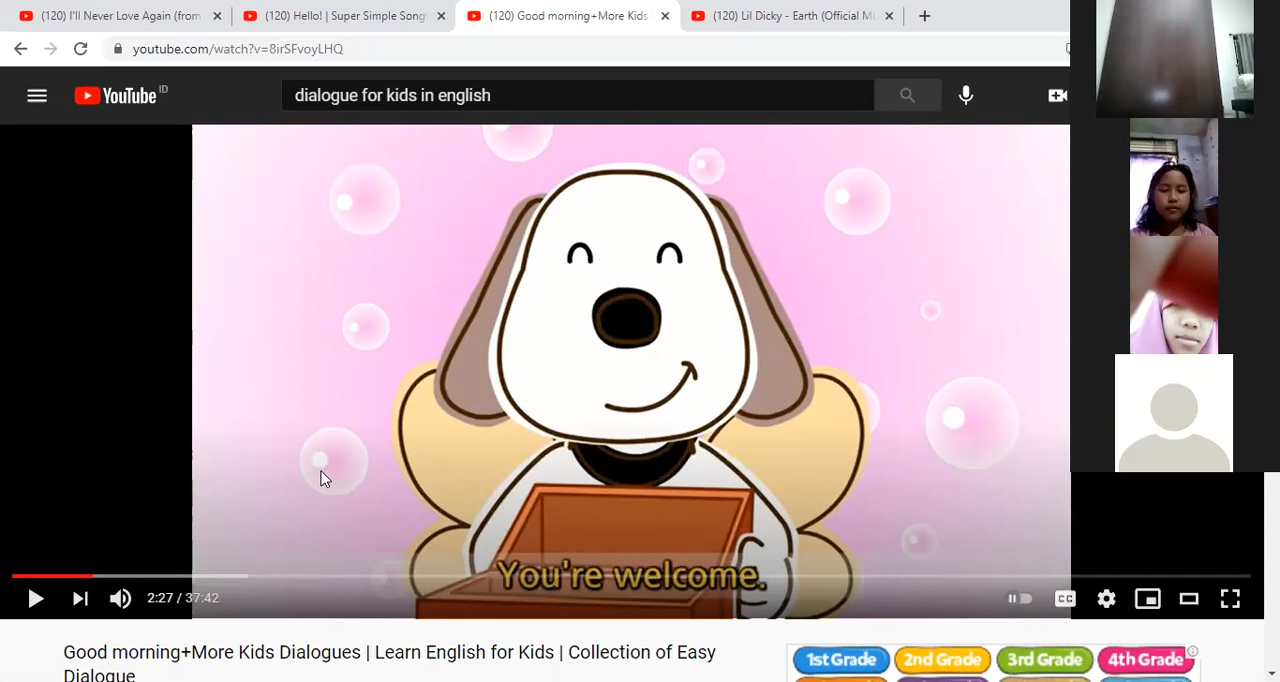 (120) I'll Never Love Again (from
(120) Hello! | Super Simple Song
(120) Good morning+More Kids
(120) Lil Dicky - Earth (Official Mu
youtube.com/watch?v=8irSFvoyLHQ
YouTube ID
dialogue for kids in english
You're welcome.
2:27 / 37:42
CC
Good morning+More Kids Dialogues | Learn English for Kids | Collection of Easy
Dialogue
1st Grade 2nd Grade 3rd Grade 4th Grade